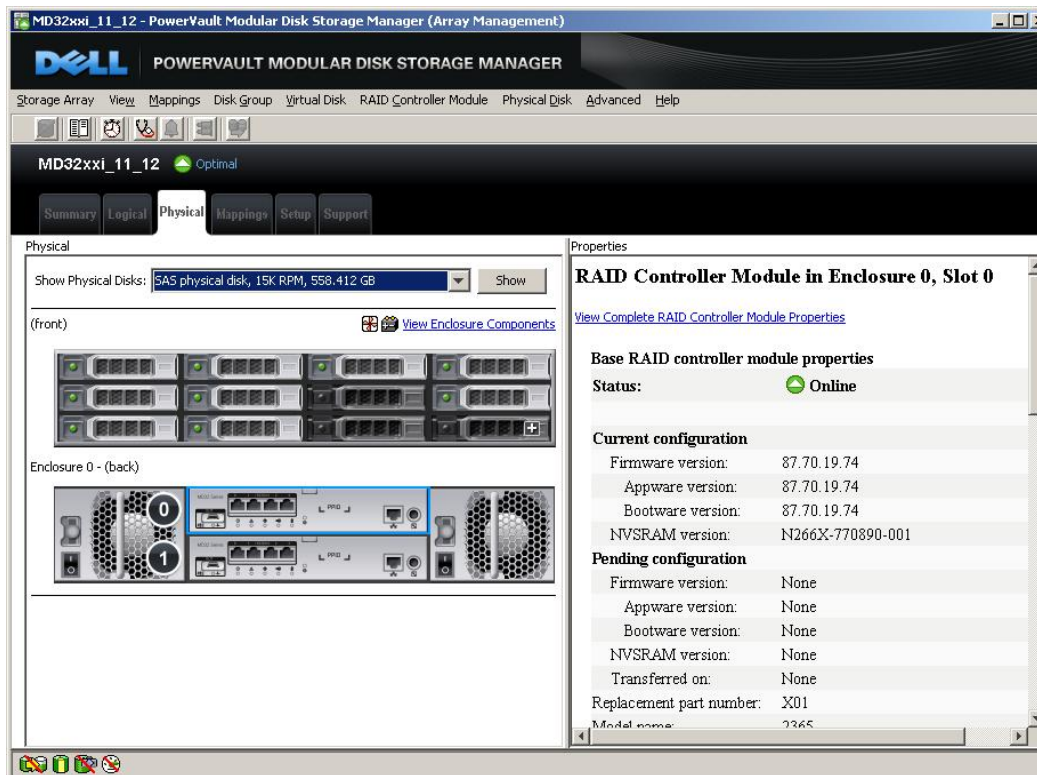 MD32xxi_11_12 - PowerVault Modular Disk Storage Manager (Array Management)
DELL POWERVAULT MODULAR DISK STORAGE MANAGER
Storage Array View Mappings Disk Group Virtual Disk RAID Controller Module Physical Disk Advanced Help
MD32xxi_11_12 Optimal
Summary Logical Physical Mappings Setup Support
Physical
Show Physical Disks: SAS physical disk, 15K RPM, 558.412 GB Show
(front) View Enclosure Components
Enclosure 0 - (back)
0
1
Properties
RAID Controller Module in Enclosure 0, Slot 0
View Complete RAID Controller Module Properties
Base RAID controller module properties
Status: Online
Current configuration
Firmware version: 87.70.19.74
Appware version: 87.70.19.74
Bootware version: 87.70.19.74
NVSRAM version: N266X-770890-001
Pending configuration
Firmware version: None
Appware version: None
Bootware version: None
NVSRAM version: None
Transferred on: None
Replacement part number: X01
Model name: 2365